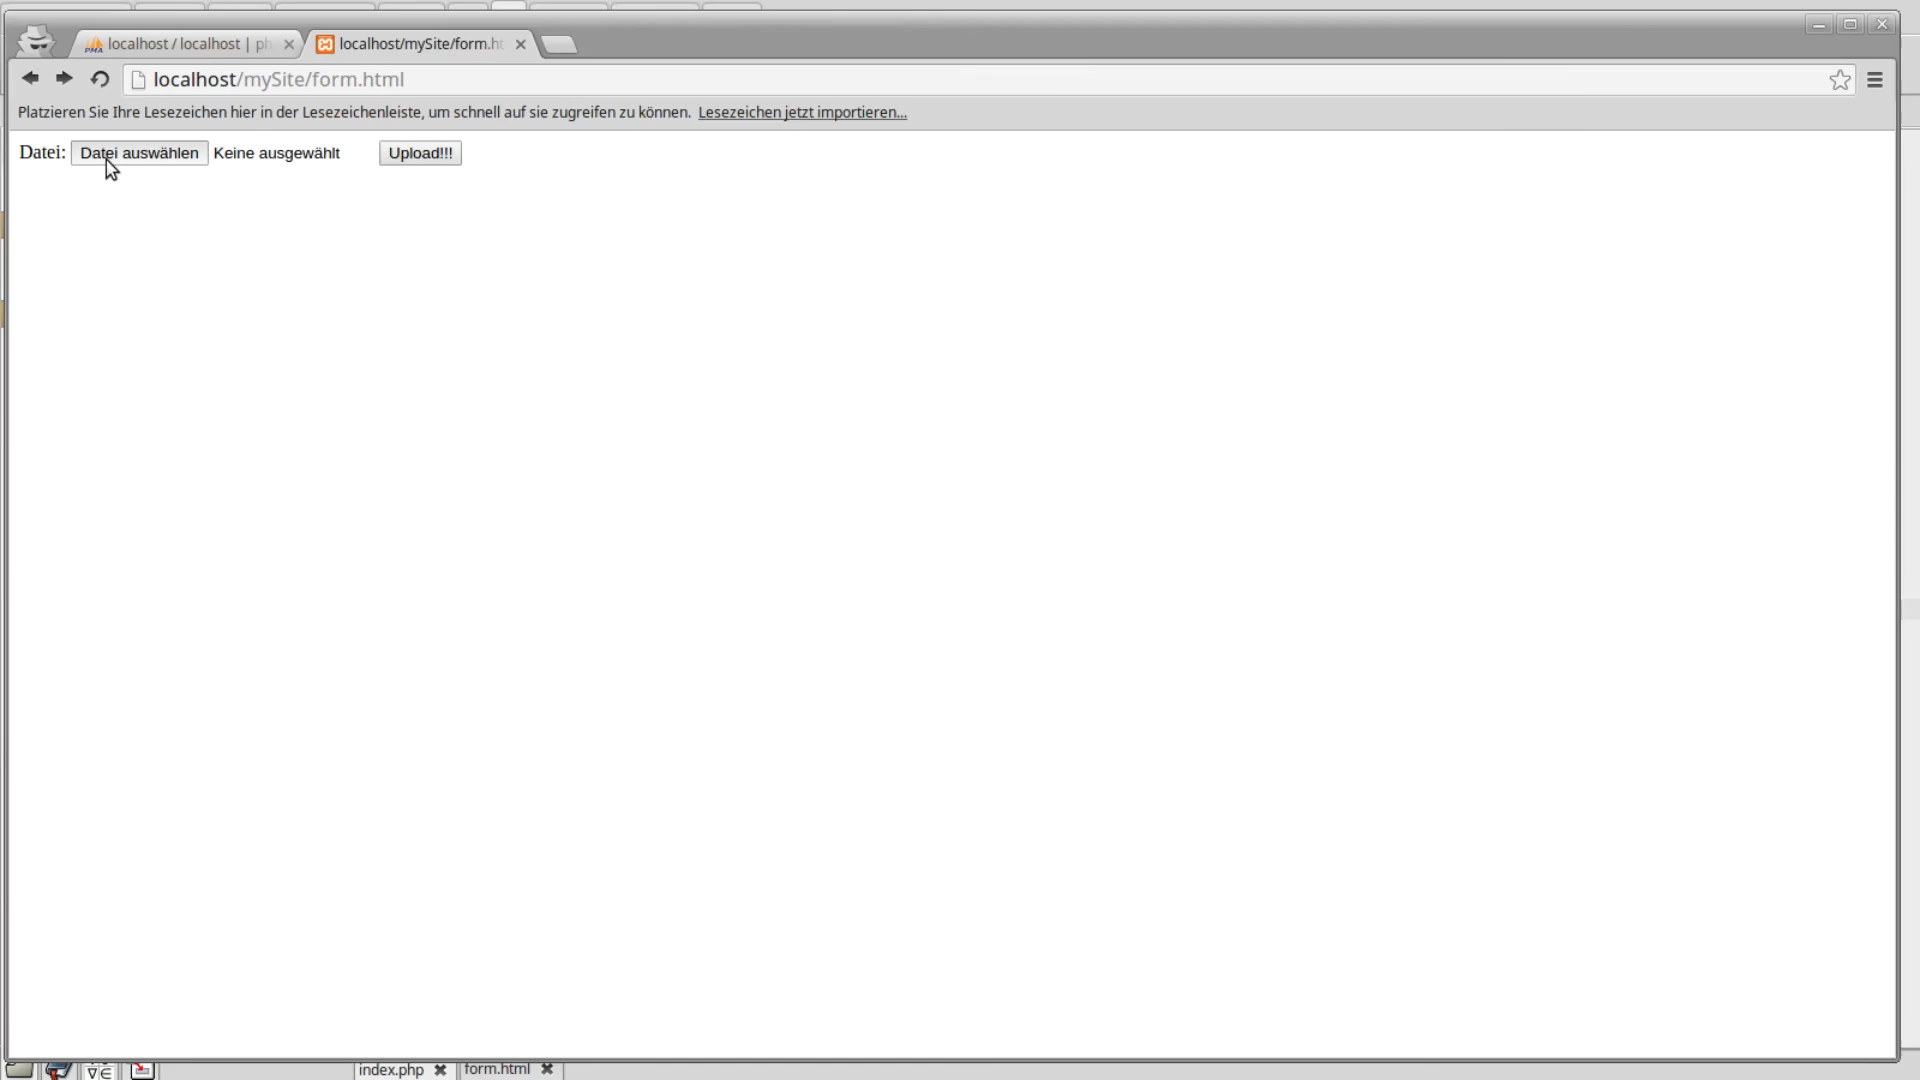 localhost / localhost | ph
localhost/mySite/form.ht
localhost/mySite/form.html
Platzieren Sie Ihre Lesezeichen hier in der Lesezeichenleiste, um schnell auf sie zugreifen zu können. Lesezeichen jetzt importieren...
Datei: Datei auswählen Keine ausgewählt Upload!!!
index.php form.html